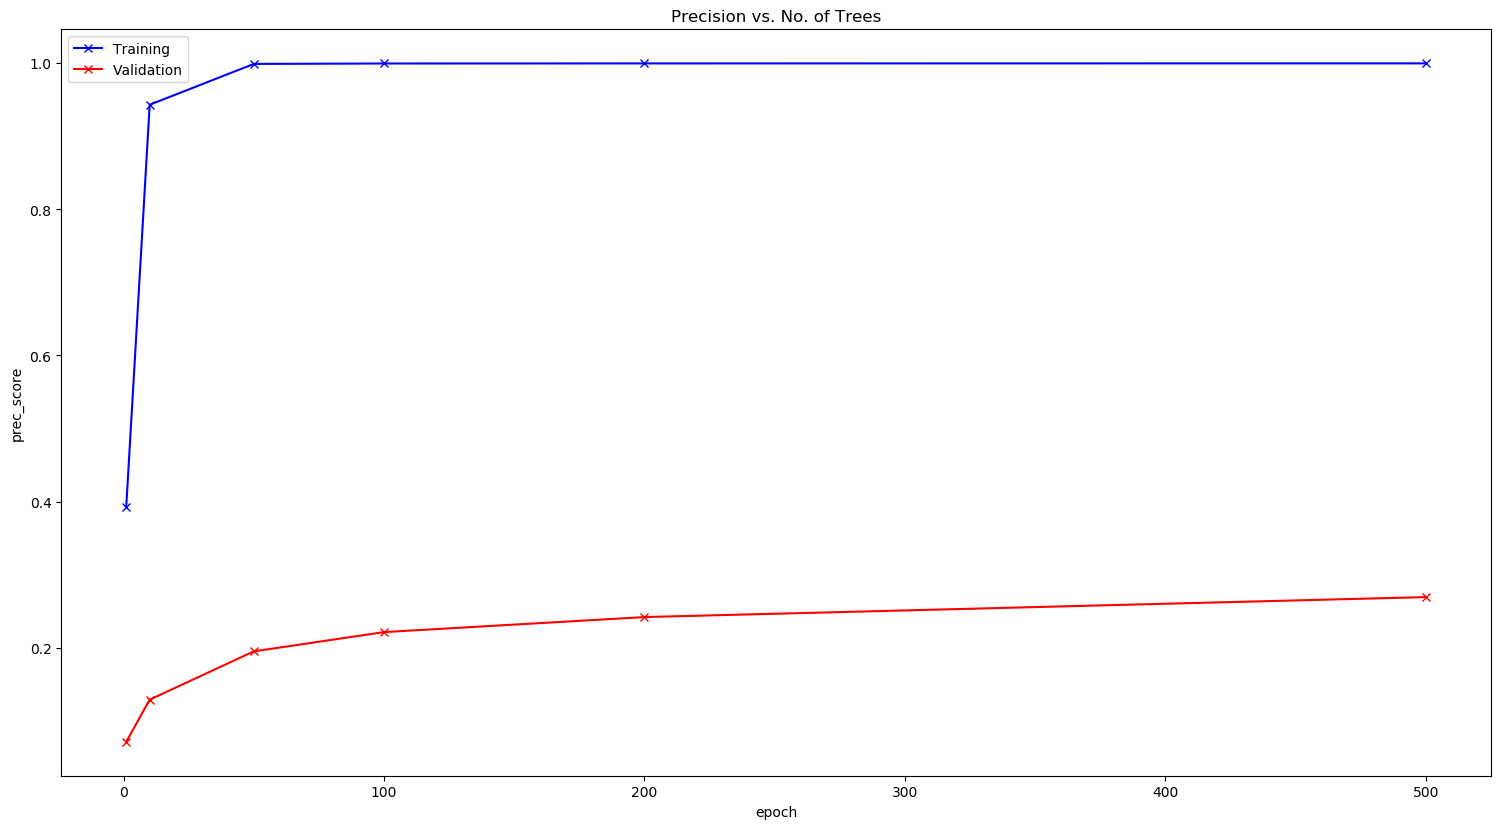 Precision vs. No. of Trees
Training
Validation
1.0
0.8
0.6
0.4
0.2
prec_score
0 100 200 300 400 500
epoch